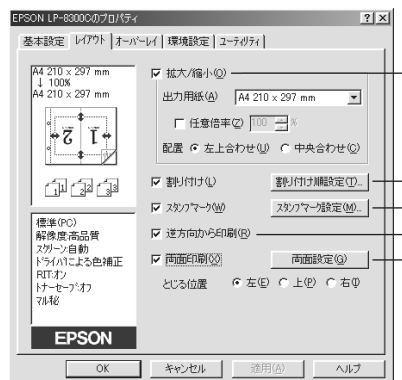 EPSON LP-8300Cのプロパティ
基本設定 レイアウト オーバーレイ 環境設定 ユーティリティ
A4 210 x 297 mm
↓ 100%
A4 210 x 297 mm
2 1
1 2 3
標準(PC)
解像度:高品質
スクリーン:自動
ドライバによる色補正
RIT:オン
トナーセーブ:オフ
マル秘
EPSON
拡大/縮小(O)
出力用紙(A) A4 210 x 297 mm
任意倍率(Z) 100 %
配置 左上合わせ(U) 中央合わせ(C)
割り付け(L) 割り付け順設定(T)...
スタンプマーク(W) スタンプマーク設定(M)...
逆方向から印刷(R)
両面印刷(X) 両面設定(G)
とじる位置 左(E) 上(P) 右(I)
OK キャンセル 適用(A) ヘルプ